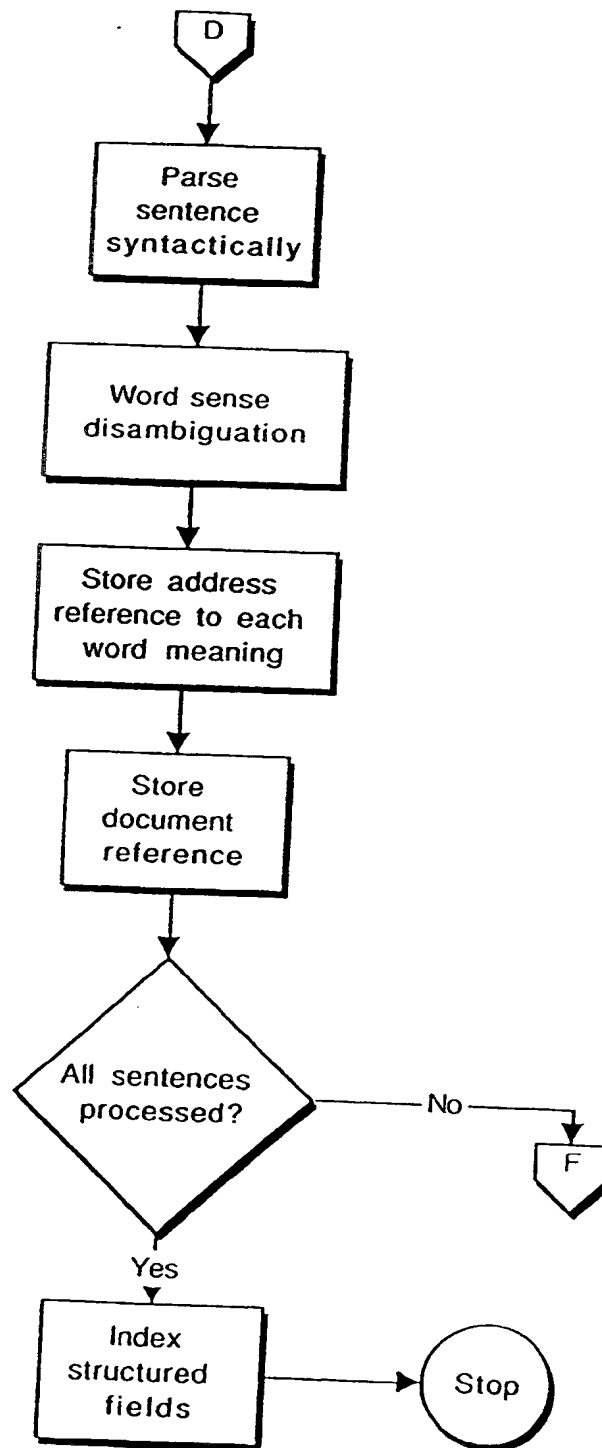 D
Parse
sentence
syntactically
Word sense
disambiguation
Store address
reference to each
word meaning
Store
document
reference
All sentences
processed?
No
F
Yes
Index
structured
fields
Stop